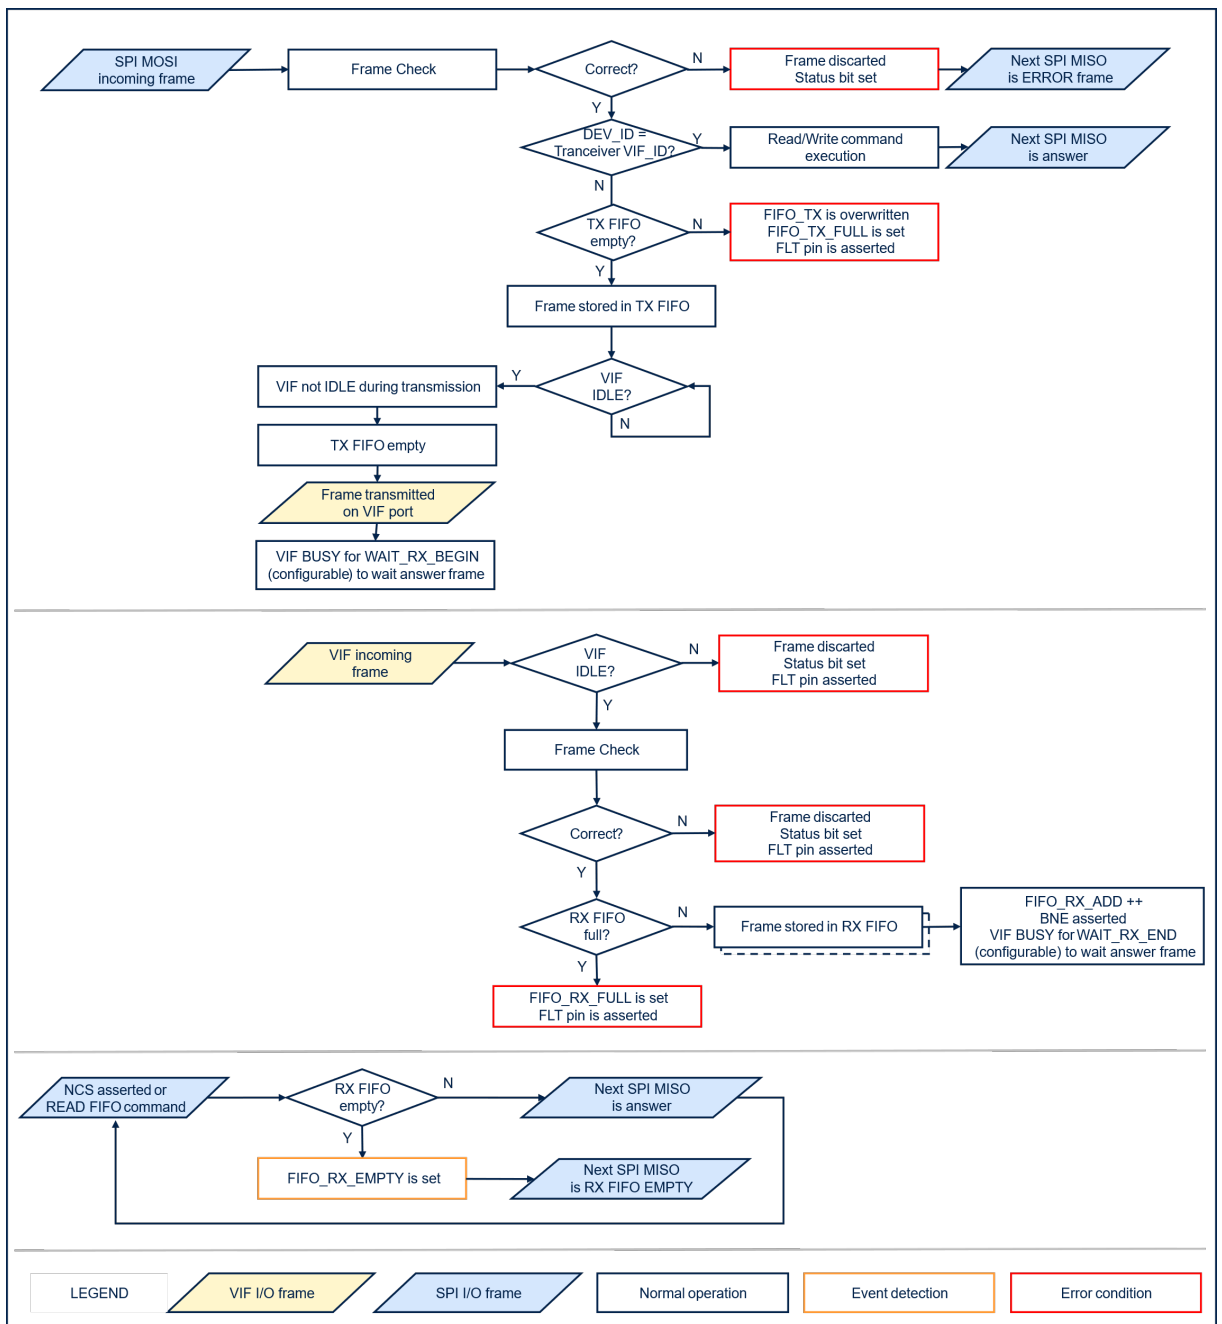 SPI MOSI
incoming frame
Frame Check
Correct?
N
Frame discarted
Status bit set
Next SPI MISO
is ERROR frame
Y
DEV_ID =
Tranceiver VIF_ID?
Y
Read/Write command
execution
Next SPI MISO
is answer
N
TX FIFO
empty?
N
FIFO_TX is overwritten
FIFO_TX_FULL is set
FLT pin is asserted
Y
Frame stored in TX FIFO
VIF
IDLE?
Y
N
VIF not IDLE during transmission
TX FIFO empty
Frame transmitted
on VIF port
VIF BUSY for WAIT_RX_BEGIN
(configurable) to wait answer frame
VIF incoming
frame
VIF
IDLE?
N
Frame discarted
Status bit set
FLT pin asserted
Y
Frame Check
Correct?
N
Frame discarted
Status bit set
FLT pin asserted
Y
RX FIFO
full?
N
Frame stored in RX FIFO
FIFO_RX_ADD ++
BNE asserted
VIF BUSY for WAIT_RX_END
(configurable) to wait answer frame
Y
FIFO_RX_FULL is set
FLT pin is asserted
NCS asserted or
READ FIFO command
RX FIFO
empty?
N
Next SPI MISO
is answer
Y
FIFO_RX_EMPTY is set
Next SPI MISO
is RX FIFO EMPTY
LEGEND
VIF I/O frame
SPI I/O frame
Normal operation
Event detection
Error condition